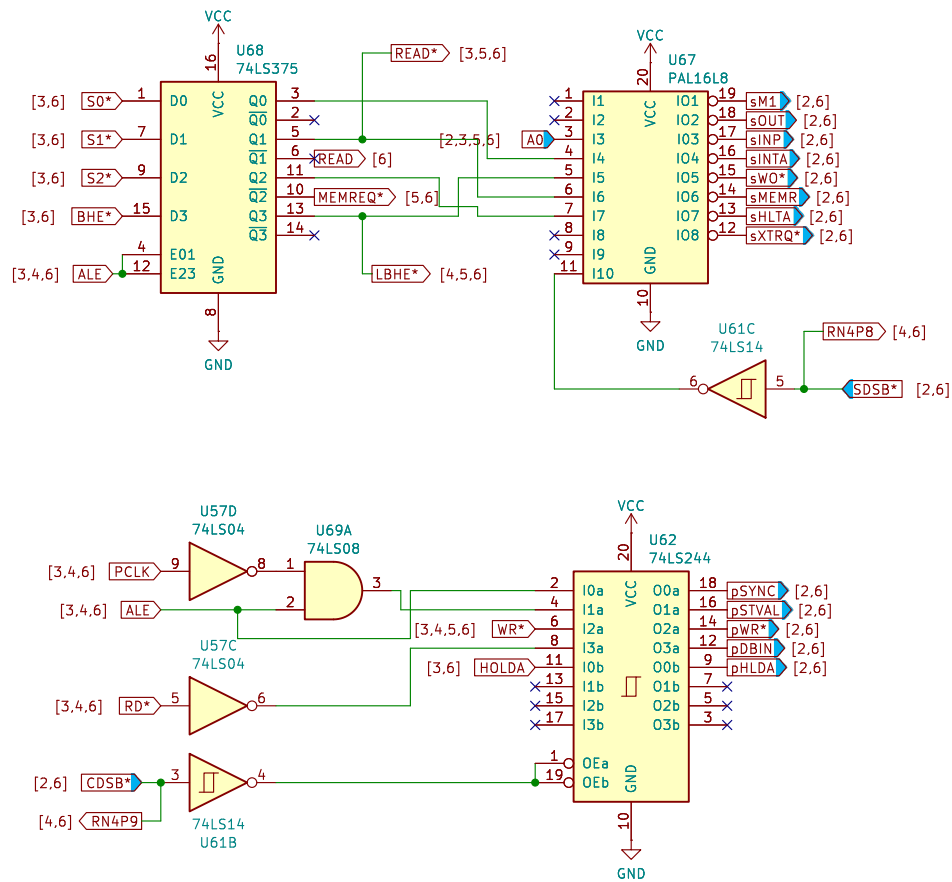 VCC
U68
74LS375
16
VCC
[3,6] S0* 1 D0
[3,6] S1* 7 D1
[3,6] S2* 9 D2
[3,6] BHE* 15 D3
4 E01
[3,4,6] ALE 12 E23
GND
8
GND
Q0 3
Q0 2
Q1 5
Q1 6 READ [6]
Q2 11
Q2 10 MEMREQ* [5,6]
Q3 13
Q3 14
READ* [3,5,6]
LBHE* [4,5,6]
VCC
U67
PAL16L8
20
VCC
1 I1
2 I2
[2,3,5,6] A0 3 I3
4 I4
5 I5
6 I6
7 I7
8 I8
9 I9
11 I10
GND
10
GND
IO1 19 sM1 [2,6]
IO2 18 sOUT [2,6]
IO3 17 sINP [2,6]
IO4 16 sINTA [2,6]
IO5 15 sWO* [2,6]
IO6 14 sMEMR [2,6]
IO7 13 sHLTA [2,6]
IO8 12 sXTRQ* [2,6]
U61C
74LS14
6 5
RN4P8 [4,6]
SDSB* [2,6]
U57D
74LS04
[3,4,6] PCLK 9 8
U69A
74LS08
1
2
3
[3,4,6] ALE
U57C
74LS04
[3,4,6] RD* 5 6
[2,6] CDSB* 3 4
[4,6] RN4P9
74LS14
U61B
VCC
U62
74LS244
20
VCC
2 I0a
4 I1a
[3,4,5,6] WR* 6 I2a
8 I3a
[3,6] HOLDA 11 I0b
13 I1b
15 I2b
17 I3b
1 OEa
19 OEb
GND
10
GND
O0a 18 pSYNC [2,6]
O1a 16 pSTVAL [2,6]
O2a 14 pWR* [2,6]
O3a 12 pDBIN [2,6]
O0b 9 pHLDA [2,6]
O1b 7
O2b 5
O3b 3